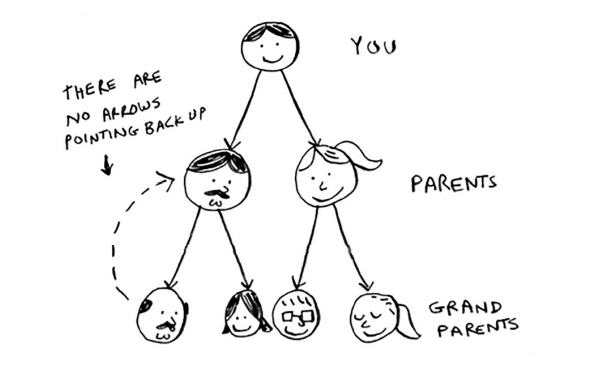 YOU
THERE ARE
NO ARROWS
POINTING BACK UP
PARENTS
GRAND
PARENTS